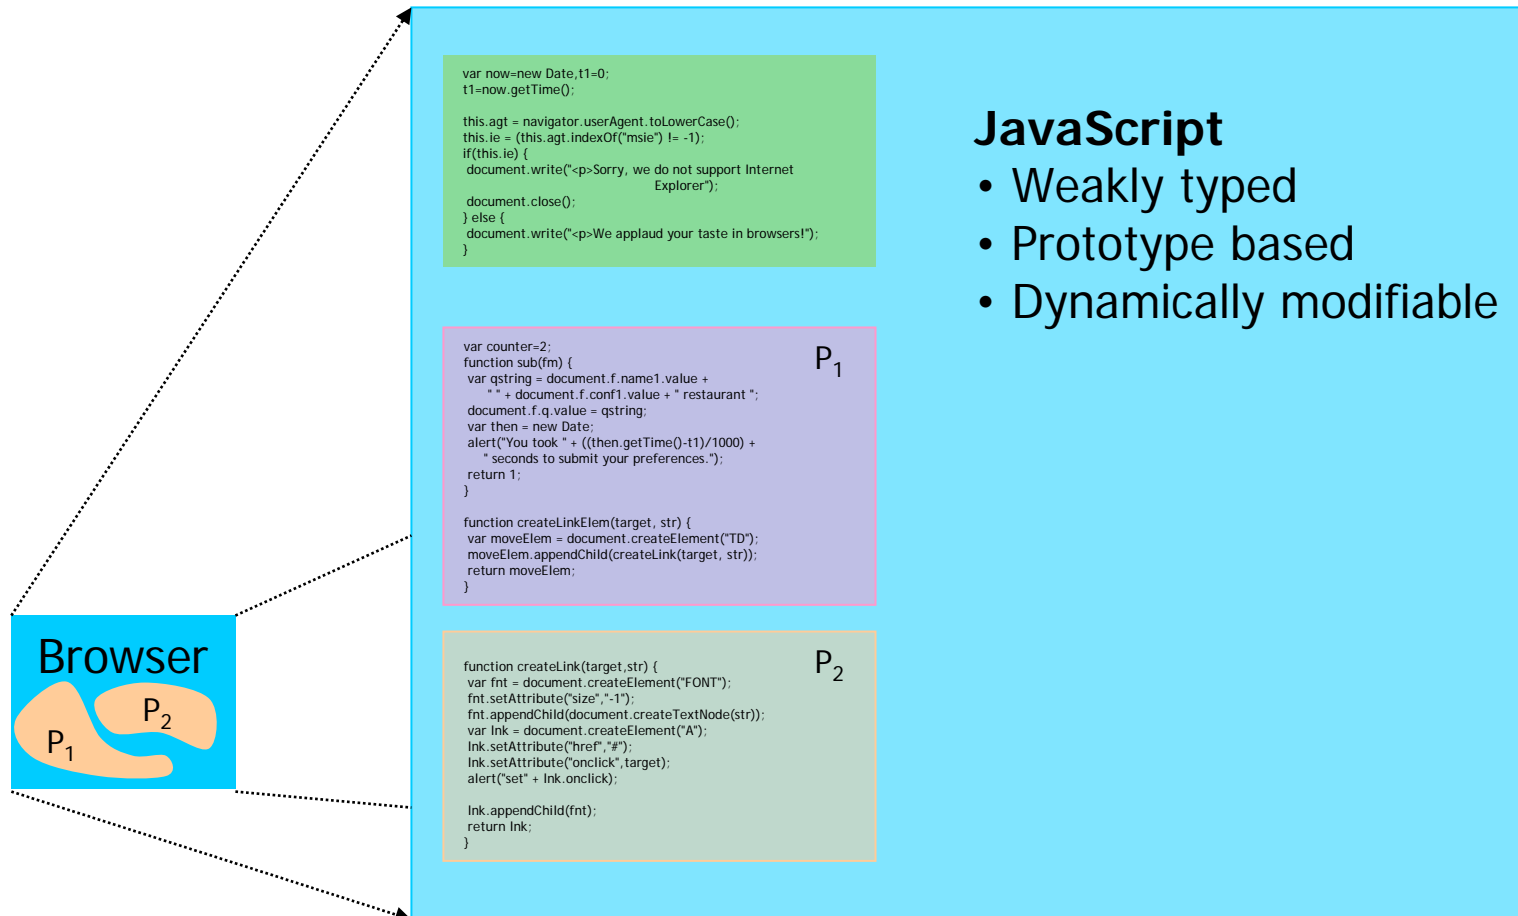 var now=new Date,t1=0;
t1=now.getTime();
this.agt = navigator.userAgent.toLowerCase();
this.ie = (this.agt.indexOf("msie") != -1);
if(this.ie) {
document.write("<p>Sorry, we do not support Internet
Explorer");
document.close();
} else {
document.write("<p>We applaud your taste in browsers!");
}
JavaScript
• Weakly typed
• Prototype based
• Dynamically modifiable
P1
var counter=2;
function sub(fm) {
var qstring = document.f.name1.value +
" " + document.f.conf1.value + " restaurant ";
document.f.q.value = qstring;
var then = new Date;
alert("You took " + ((then.getTime()-t1)/1000) +
" seconds to submit your preferences.");
return 1;
}
function createLinkElem(target, str) {
var moveElem = document.createElement("TD");
moveElem.appendChild(createLink(target, str));
return moveElem;
}
P2
function createLink(target,str) {
var fnt = document.createElement("FONT");
fnt.setAttribute("size","-1");
fnt.appendChild(document.createTextNode(str));
var lnk = document.createElement("A");
lnk.setAttribute("href","#");
lnk.setAttribute("onclick",target);
alert("set" + lnk.onclick);
lnk.appendChild(fnt);
return lnk;
}
Browser
P2
P1